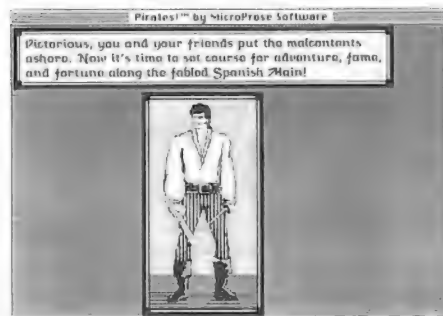 Pirates!™ by MicroProse Software
Victorious, you and your friends put the malcontents
ashore. Now it's time to set course for adventure, fame,
and fortune along the fabled Spanish Main!